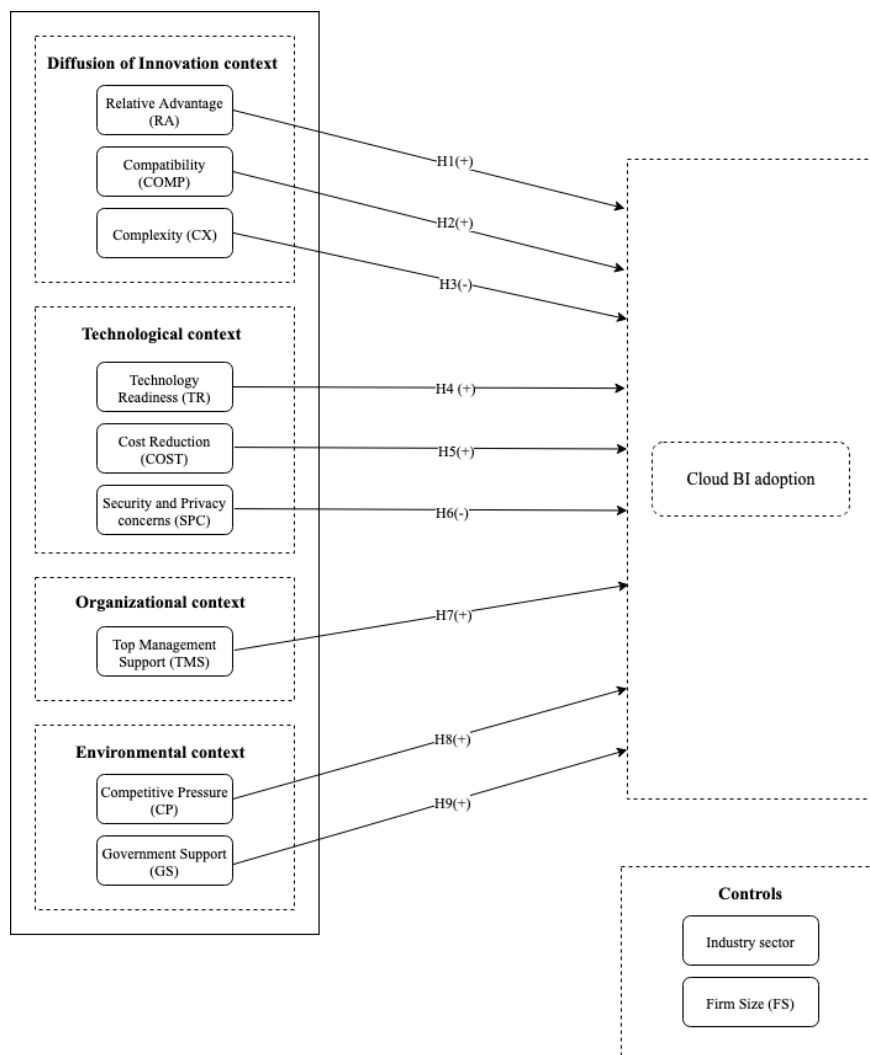 Diffusion of Innovation context
Relative Advantage
(RA)
H1(+)
Compatibility
(COMP)
H2(+)
Complexity (CX)
H3(-)
Technological context
Technology
Readiness (TR)
H4 (+)
Cost Reduction
(COST)
H5(+)
Security and Privacy
concerns (SPC)
H6(-)
Cloud BI adoption
Organizational context
Top Management
Support (TMS)
H7(+)
Environmental context
Competitive Pressure
(CP)
H8(+)
Government Support
(GS)
H9(+)
Controls
Industry sector
Firm Size (FS)